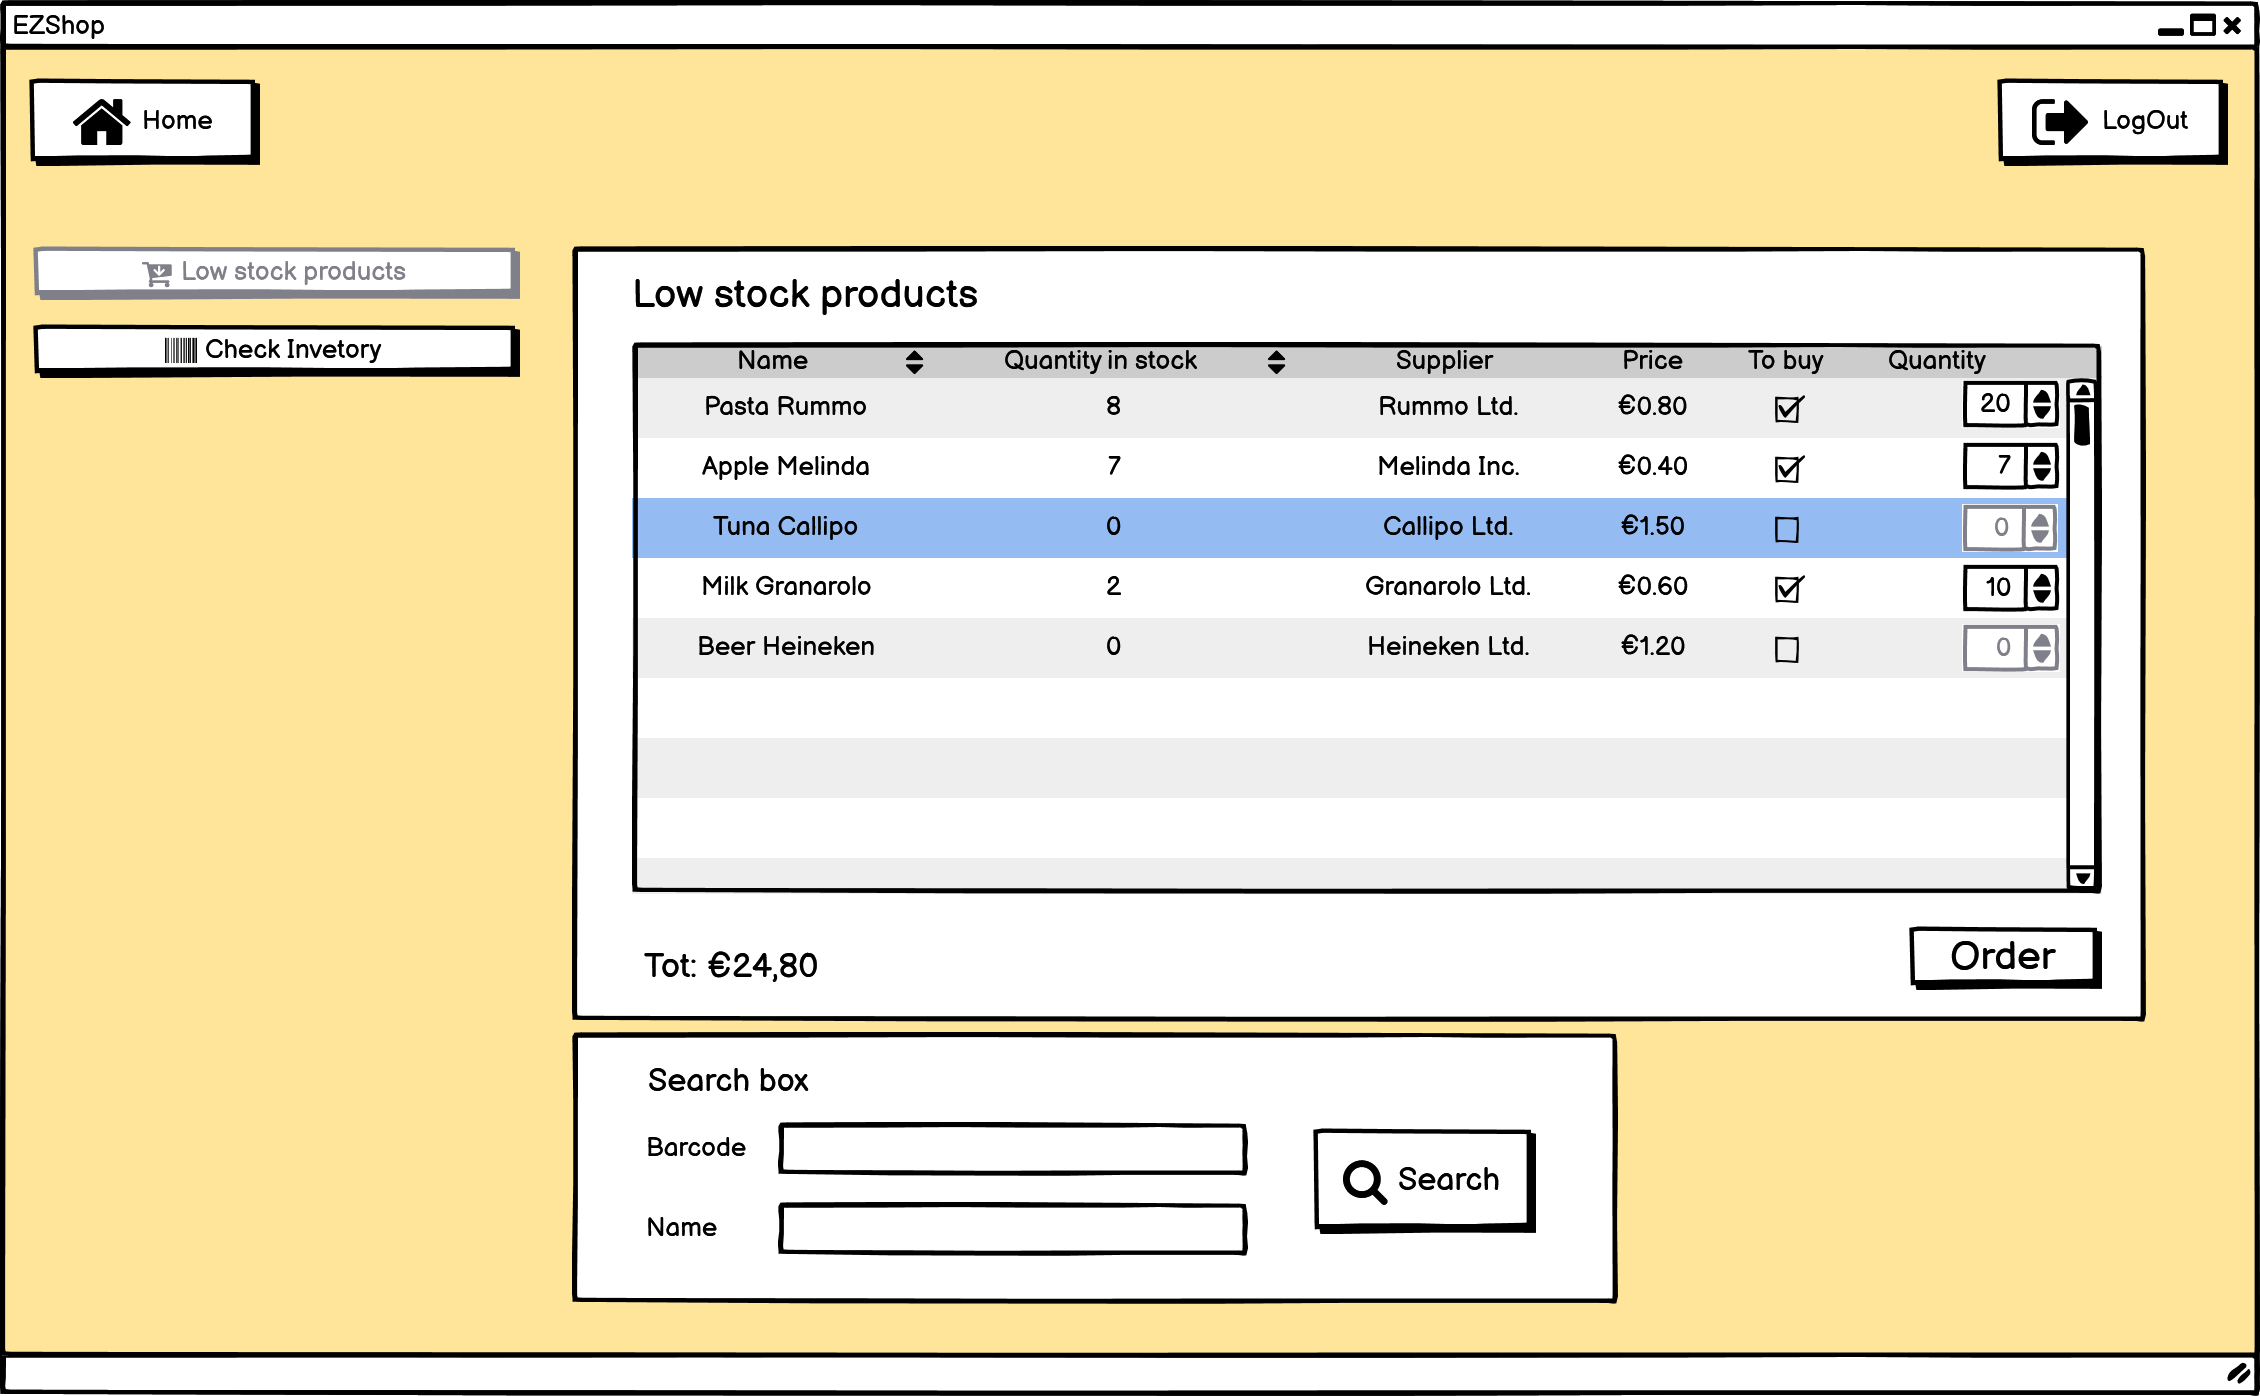 EZShop
Home
LogOut
Low stock products
Check Invetory
Low stock products
Name Quantity in stock Supplier Price To buy Quantity
Pasta Rummo 8 Rummo Ltd. €0.80 20
Apple Melinda 7 Melinda Inc. €0.40 7
Tuna Callipo 0 Callipo Ltd. €1.50 0
Milk Granarolo 2 Granarolo Ltd. €0.60 10
Beer Heineken 0 Heineken Ltd. €1.20 0
Tot: €24,80
Order
Search box
Barcode
Search
Name